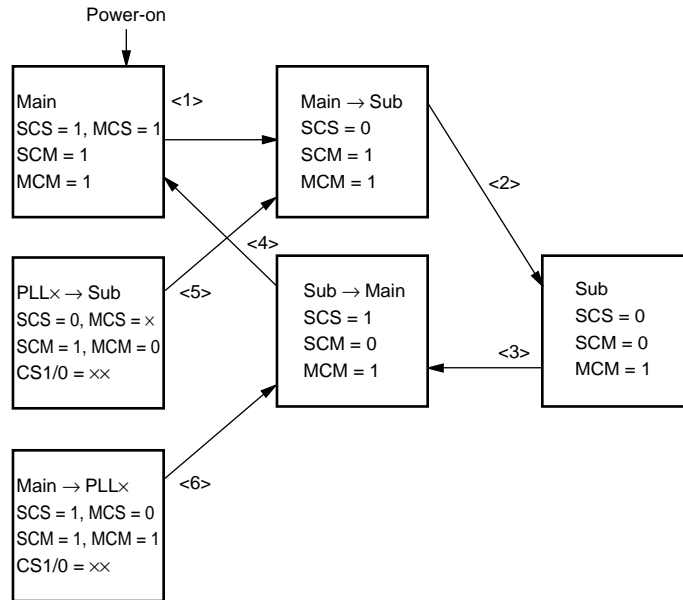 Power-on
Main
SCS = 1, MCS = 1
SCM = 1
MCM = 1
<1>
Main → Sub
SCS = 0
SCM = 1
MCM = 1
<2>
<4>
PLL× → Sub
SCS = 0, MCS = ×
SCM = 1, MCM = 0
CS1/0 = ××
<5>
Sub → Main
SCS = 1
SCM = 0
MCM = 1
<3>
Sub
SCS = 0
SCM = 0
MCM = 1
Main → PLL×
SCS = 1, MCS = 0
SCM = 1, MCM = 1
CS1/0 = ××
<6>